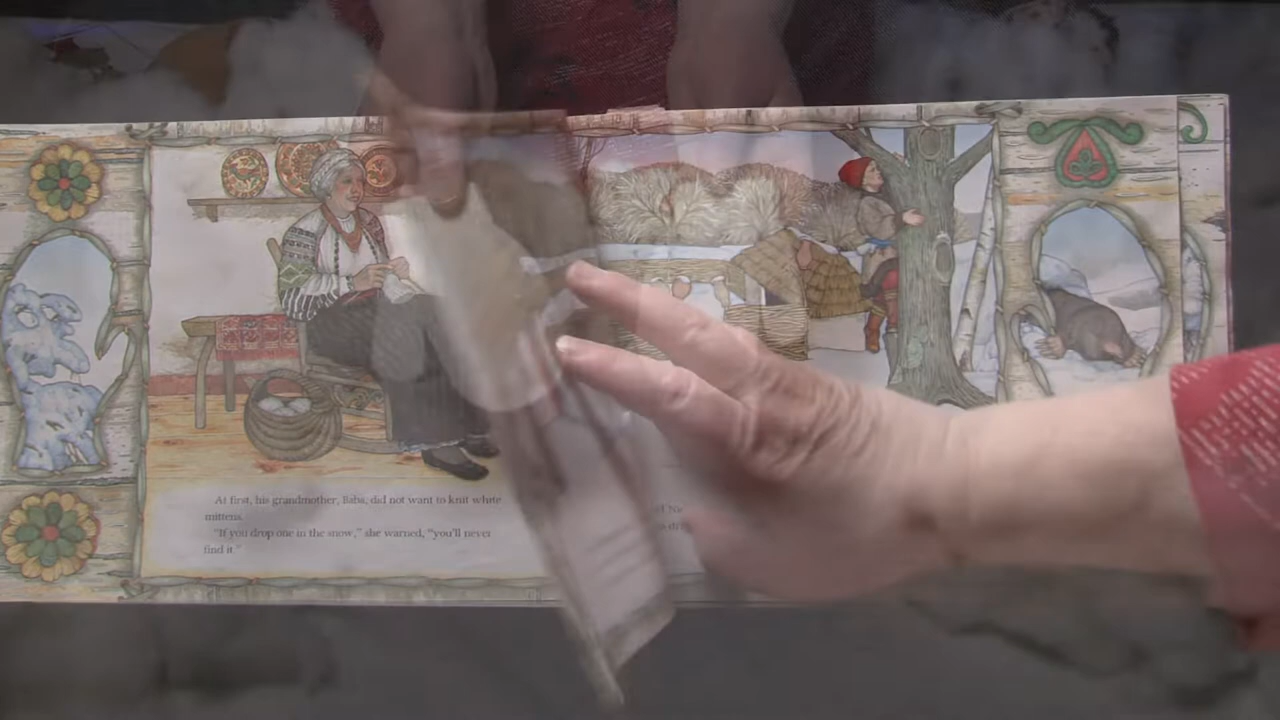 At first, his grandmother, Baba, did not want to knit white
mittens.
"If you drop one in the snow," she warned, "you'll never
find it."